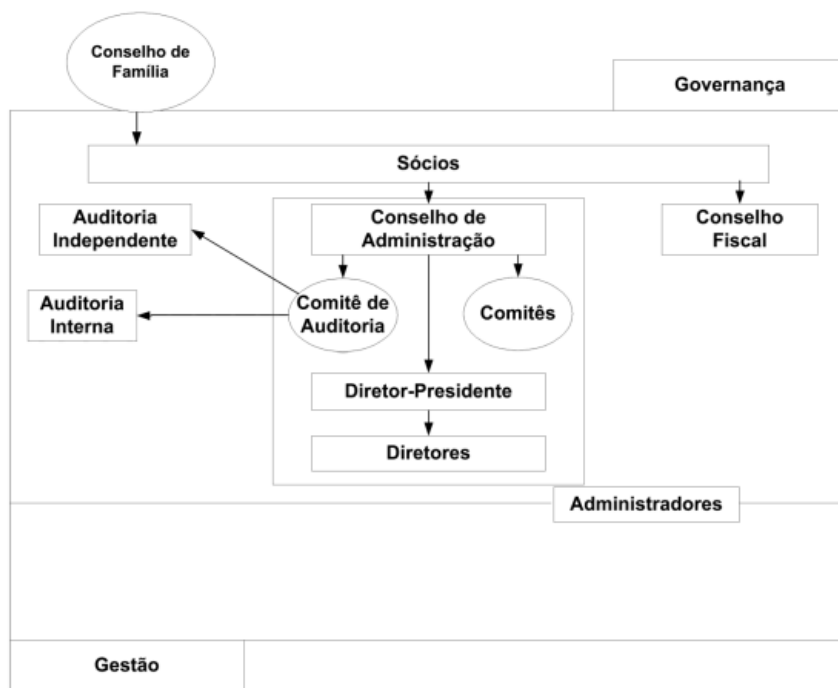 Conselho de
Família
Governança
Sócios
Auditoria
Independente
Conselho de
Administração
Conselho
Fiscal
Auditoria
Interna
Comitê de
Auditoria
Comitês
Diretor-Presidente
Diretores
Administradores
Gestão